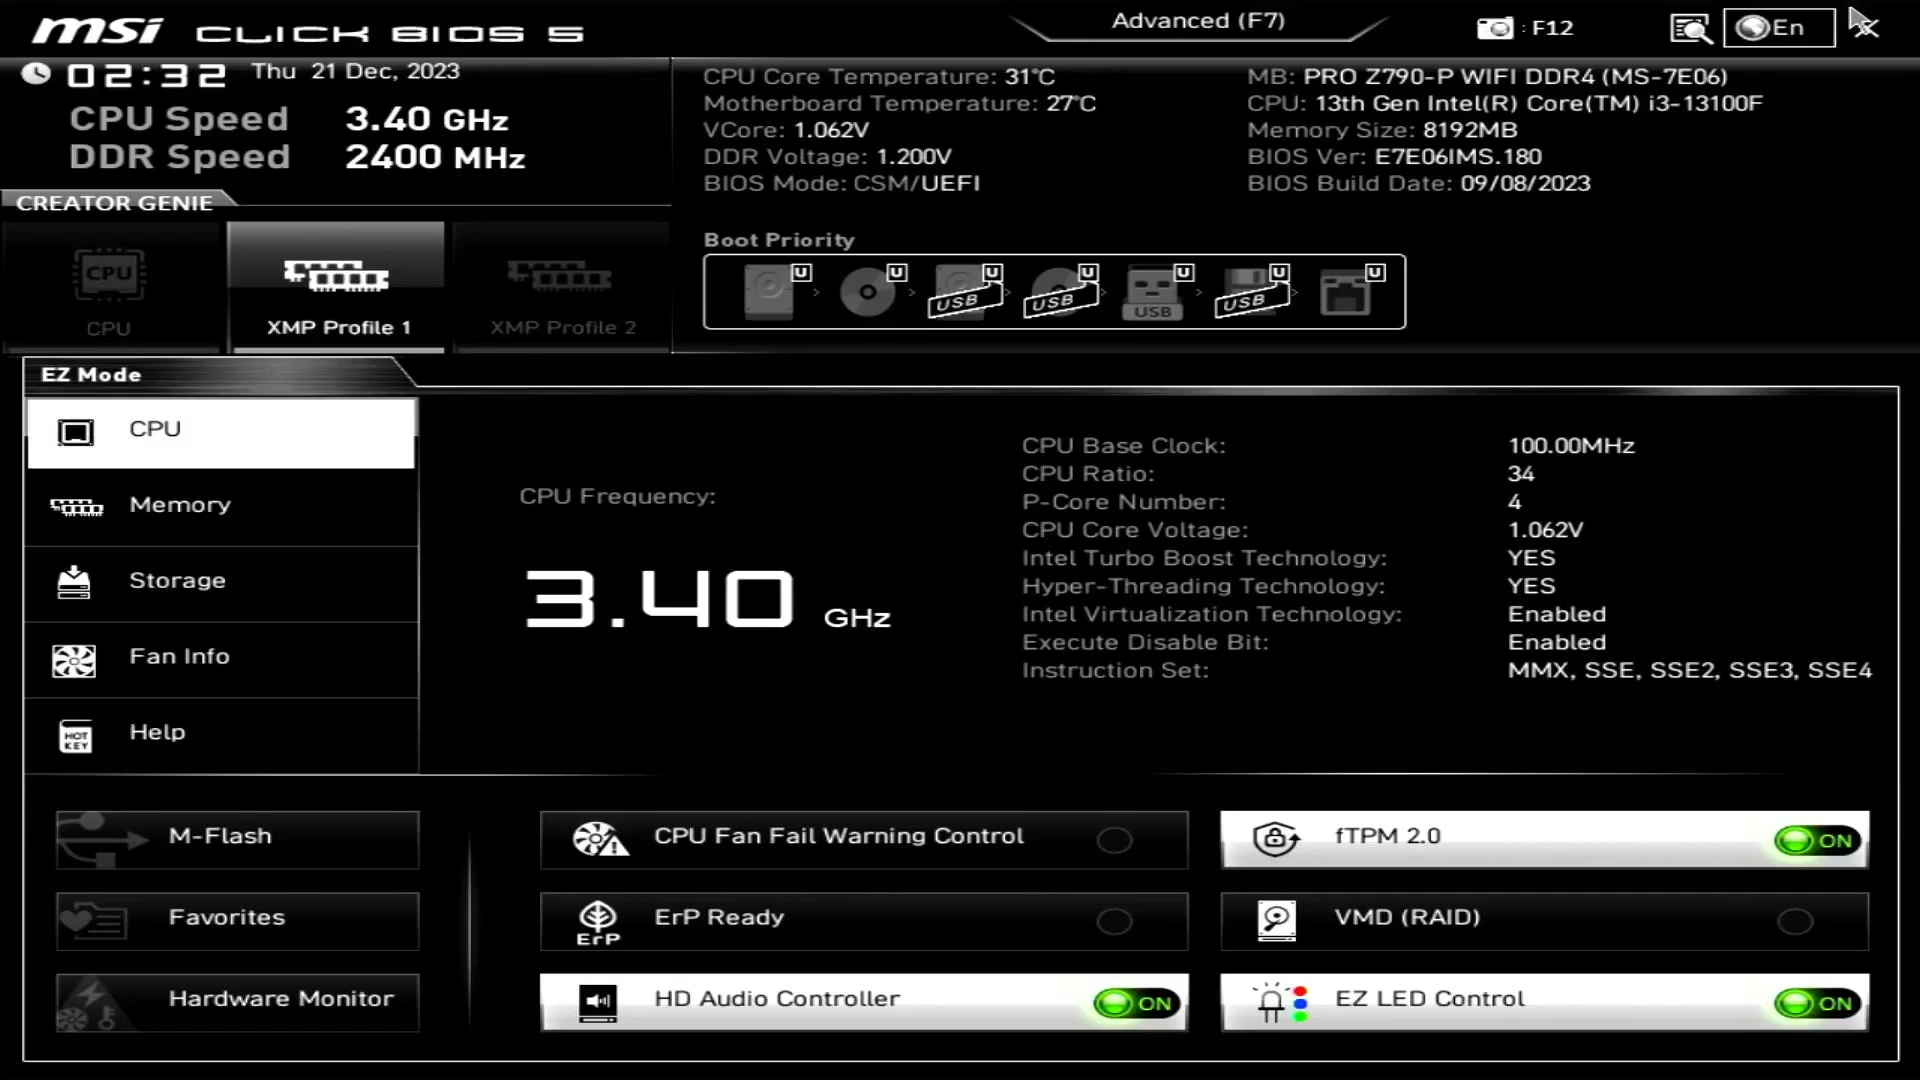 msi CLICK BIOS 5
Advanced (F7)
: F12
En
02:32 Thu 21 Dec, 2023
CPU Speed 3.40 GHz
DDR Speed 2400 MHz
CPU Core Temperature: 31°C
Motherboard Temperature: 27°C
VCore: 1.062V
DDR Voltage: 1.200V
BIOS Mode: CSM/UEFI
MB: PRO Z790-P WIFI DDR4 (MS-7E06)
CPU: 13th Gen Intel(R) Core(TM) i3-13100F
Memory Size: 8192MB
BIOS Ver: E7E06IMS.180
BIOS Build Date: 09/08/2023
CREATOR GENIE
CPU
CPU
XMP Profile 1
XMP Profile 2
Boot Priority
U U U U U U U
USB USB USB USB
EZ Mode
CPU
Memory
Storage
Fan Info
HOT KEY
Help
CPU Frequency:
3.40 GHz
CPU Base Clock: 100.00MHz
CPU Ratio: 34
P-Core Number: 4
CPU Core Voltage: 1.062V
Intel Turbo Boost Technology: YES
Hyper-Threading Technology: YES
Intel Virtualization Technology: Enabled
Execute Disable Bit: Enabled
Instruction Set: MMX, SSE, SSE2, SSE3, SSE4
M-Flash
Favorites
Hardware Monitor
CPU Fan Fail Warning Control
ErP
ErP Ready
HD Audio Controller ON
fTPM 2.0 ON
VMD (RAID)
EZ LED Control ON